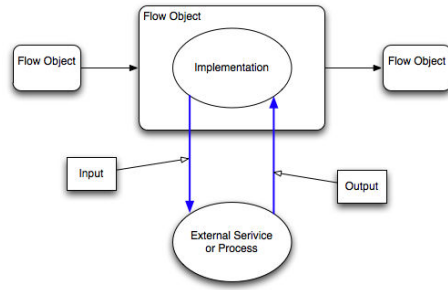 Flow Object
Flow Object
Implementation
Flow Object
Input
Output
External Serivice
or Process